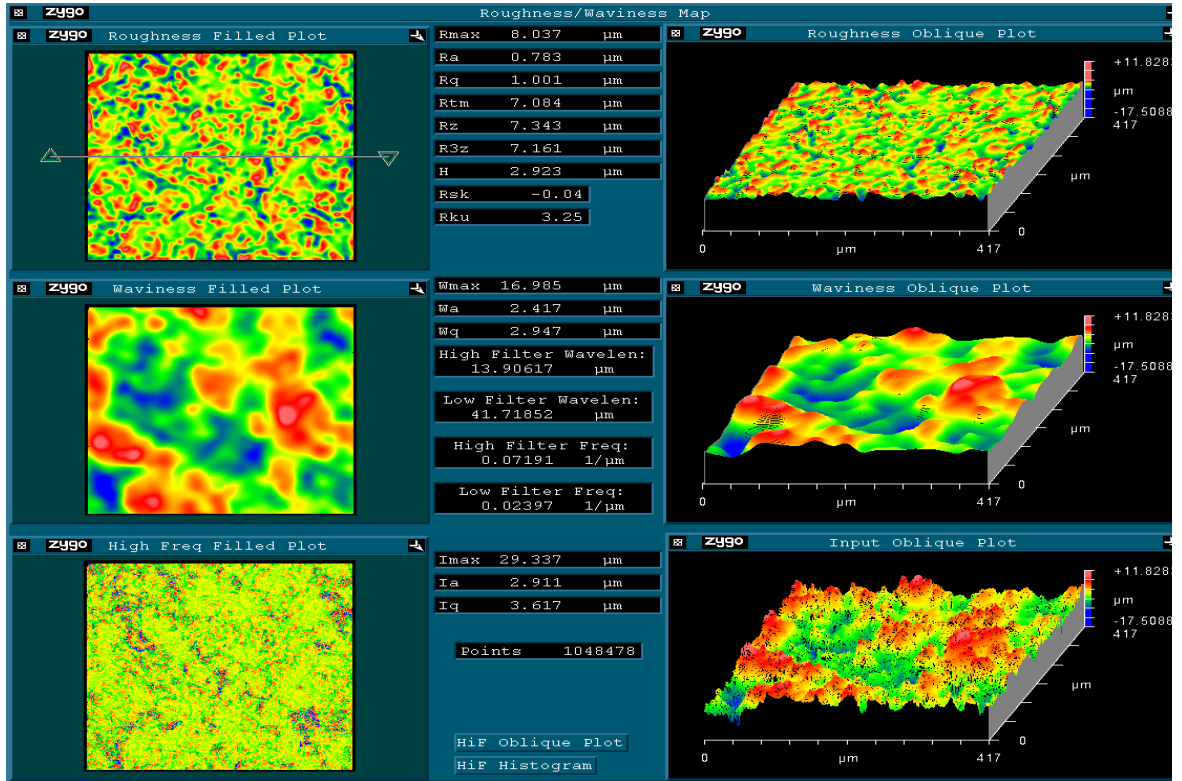 zygo Roughness/Waviness Map
zygo Roughness Filled Plot
Rmax 8.037 µm
Ra 0.783 µm
Rq 1.001 µm
Rtm 7.084 µm
Rz 7.343 µm
R3z 7.161 µm
H 2.923 µm
Rsk -0.04
Rku 3.25
zygo Roughness Oblique Plot
+11.828
µm
-17.5088
417
µm
0
0 µm 417
zygo Waviness Filled Plot
Wmax 16.985 µm
Wa 2.417 µm
Wq 2.947 µm
High Filter Wavelen:
13.90617 µm
Low Filter Wavelen:
41.71852 µm
High Filter Freq:
0.07191 1/µm
Low Filter Freq:
0.02397 1/µm
zygo Waviness Oblique Plot
+11.828
µm
-17.5088
417
µm
0
0 µm 417
zygo High Freq Filled Plot
Imax 29.337 µm
Ia 2.911 µm
Iq 3.617 µm
Points 1048478
HiF Oblique Plot
HiF Histogram
zygo Input Oblique Plot
+11.828
µm
-17.5088
417
µm
0
0 µm 417